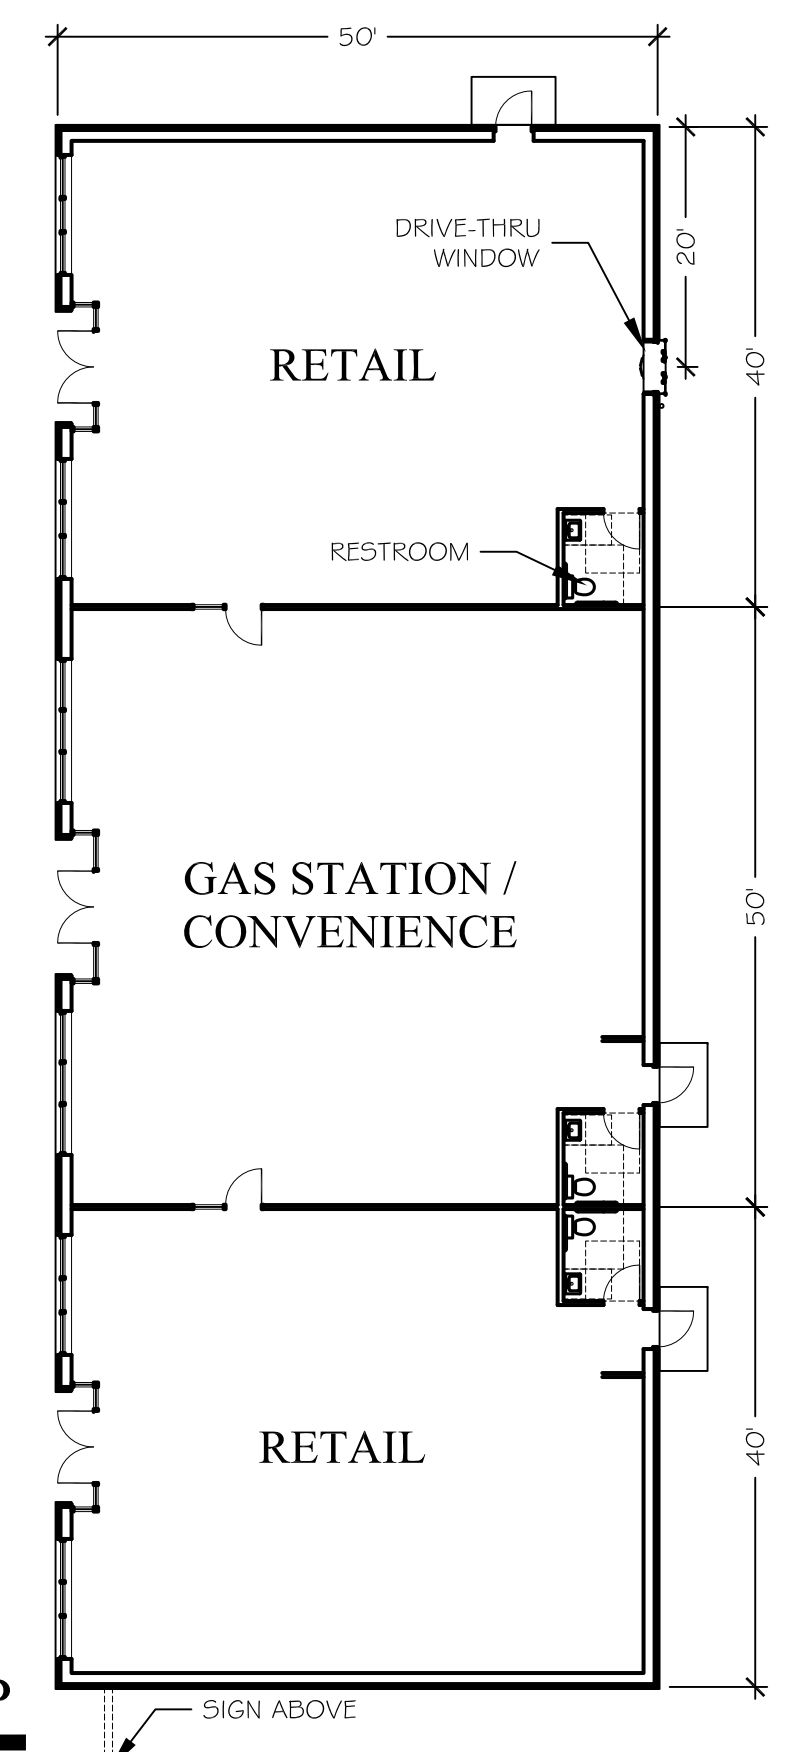 50'
DRIVE-THRU
WINDOW
20'
RETAIL
40'
RESTROOM
GAS STATION /
CONVENIENCE
50'
RETAIL
40'
SIGN ABOVE